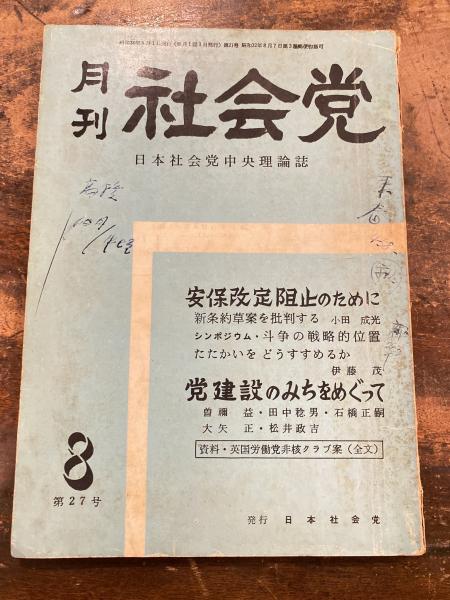 月刊 社会党
日本社会党中央理論誌
安保改定阻止のために
新条約草案を批判する 小田 成光
シンポジウム・斗争の戦略的位置
たたかいを どうすすめるか
伊藤 茂
党建設のみちをめぐって
曽禰 益・田中稔男・石橋正嗣
大矢 正・松井政吉
資料・英国労働党非核クラブ案(全文)
8
第27号
発行 日本社会党